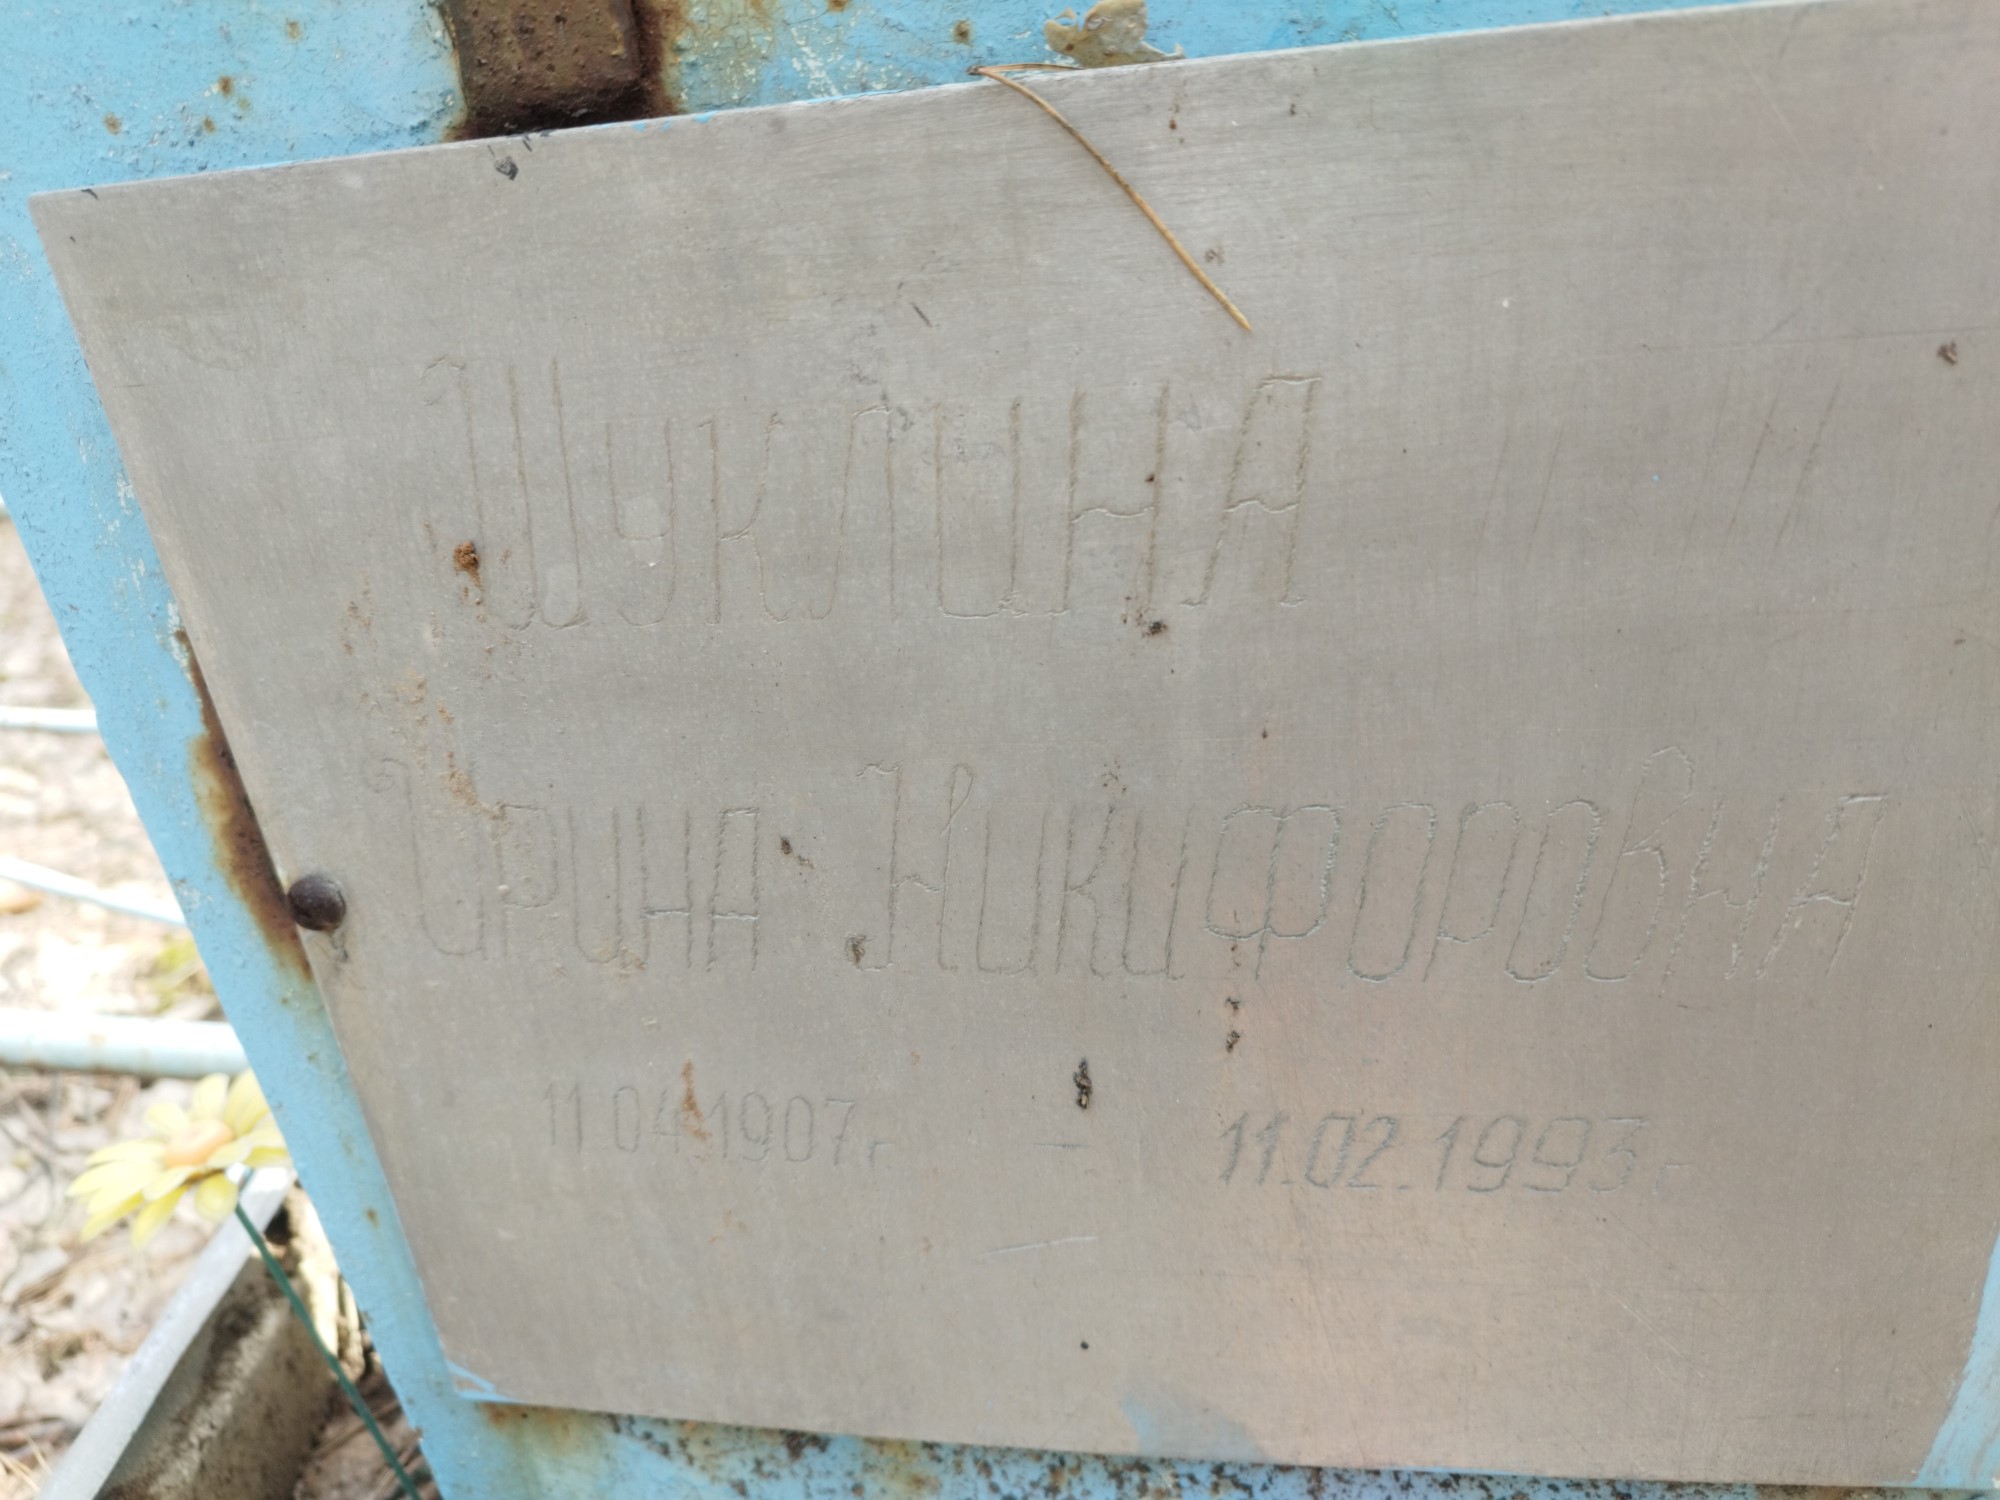 Шуклина
Ирина Никифоровна
11.04.1907г — 11.02.1993г